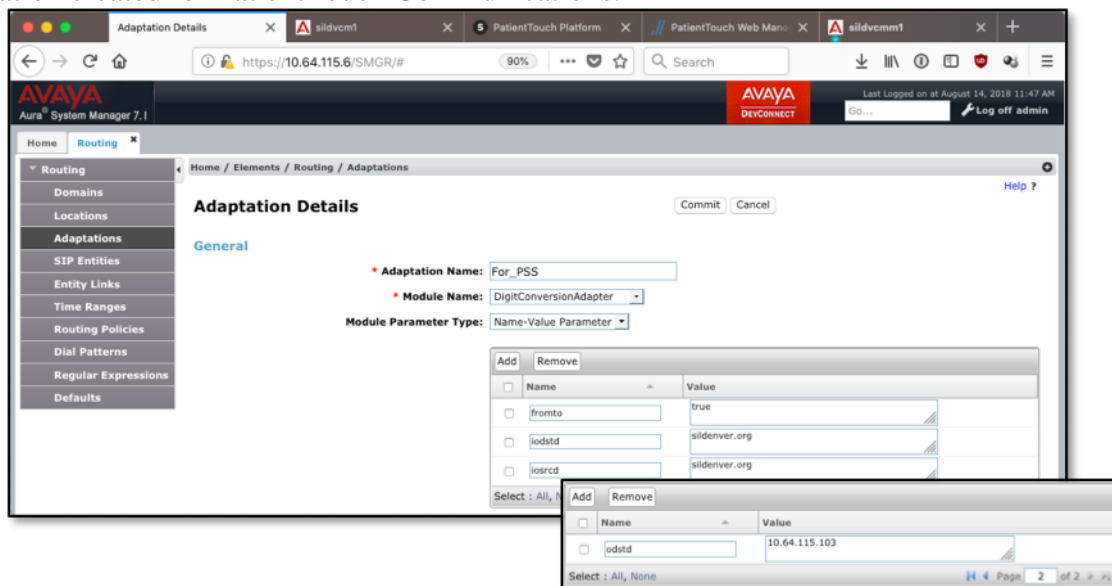 Adaptation Details
sildvcm1
PatientTouch Platform
PatientTouch Web Mana
sildvcmm1
https://10.64.115.6/SMGR/#
90%
Search
AVAYA
Aura® System Manager 7.1
AVAYA
DEVCONNECT
Last Logged on at August 14, 2018 11:47 AM
Go...
Log off admin
Home
Routing
Routing
Home / Elements / Routing / Adaptations
Help ?
Domains
Locations
Adaptations
SIP Entities
Entity Links
Time Ranges
Routing Policies
Dial Patterns
Regular Expressions
Defaults
Adaptation Details
Commit Cancel
General
* Adaptation Name: For_PSS
* Module Name: DigitConversionAdapter
Module Parameter Type: Name-Value Parameter
Add Remove
Name Value
fromto true
iodstd sildenver.org
iosrcd sildenver.org
Select : All,
Add Remove
Name Value
odstd 10.64.115.103
Select : All, None
Page 2 of 2